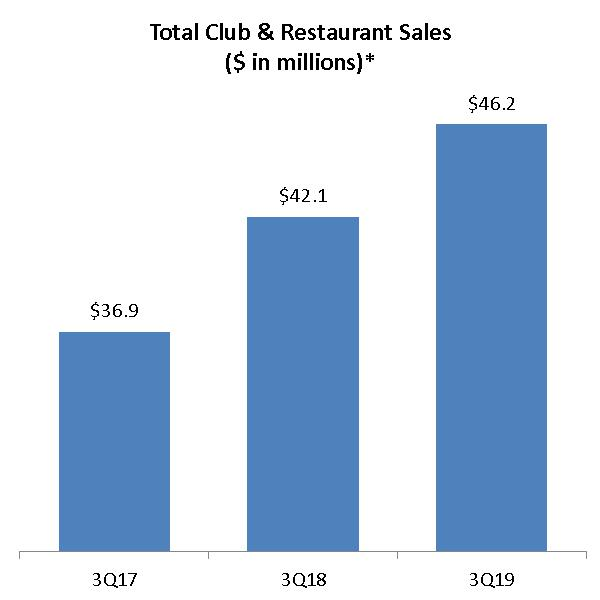 Total Club & Restaurant Sales
($ in millions)*
$46.2
$42.1
$36.9
3Q17 3Q18 3Q19